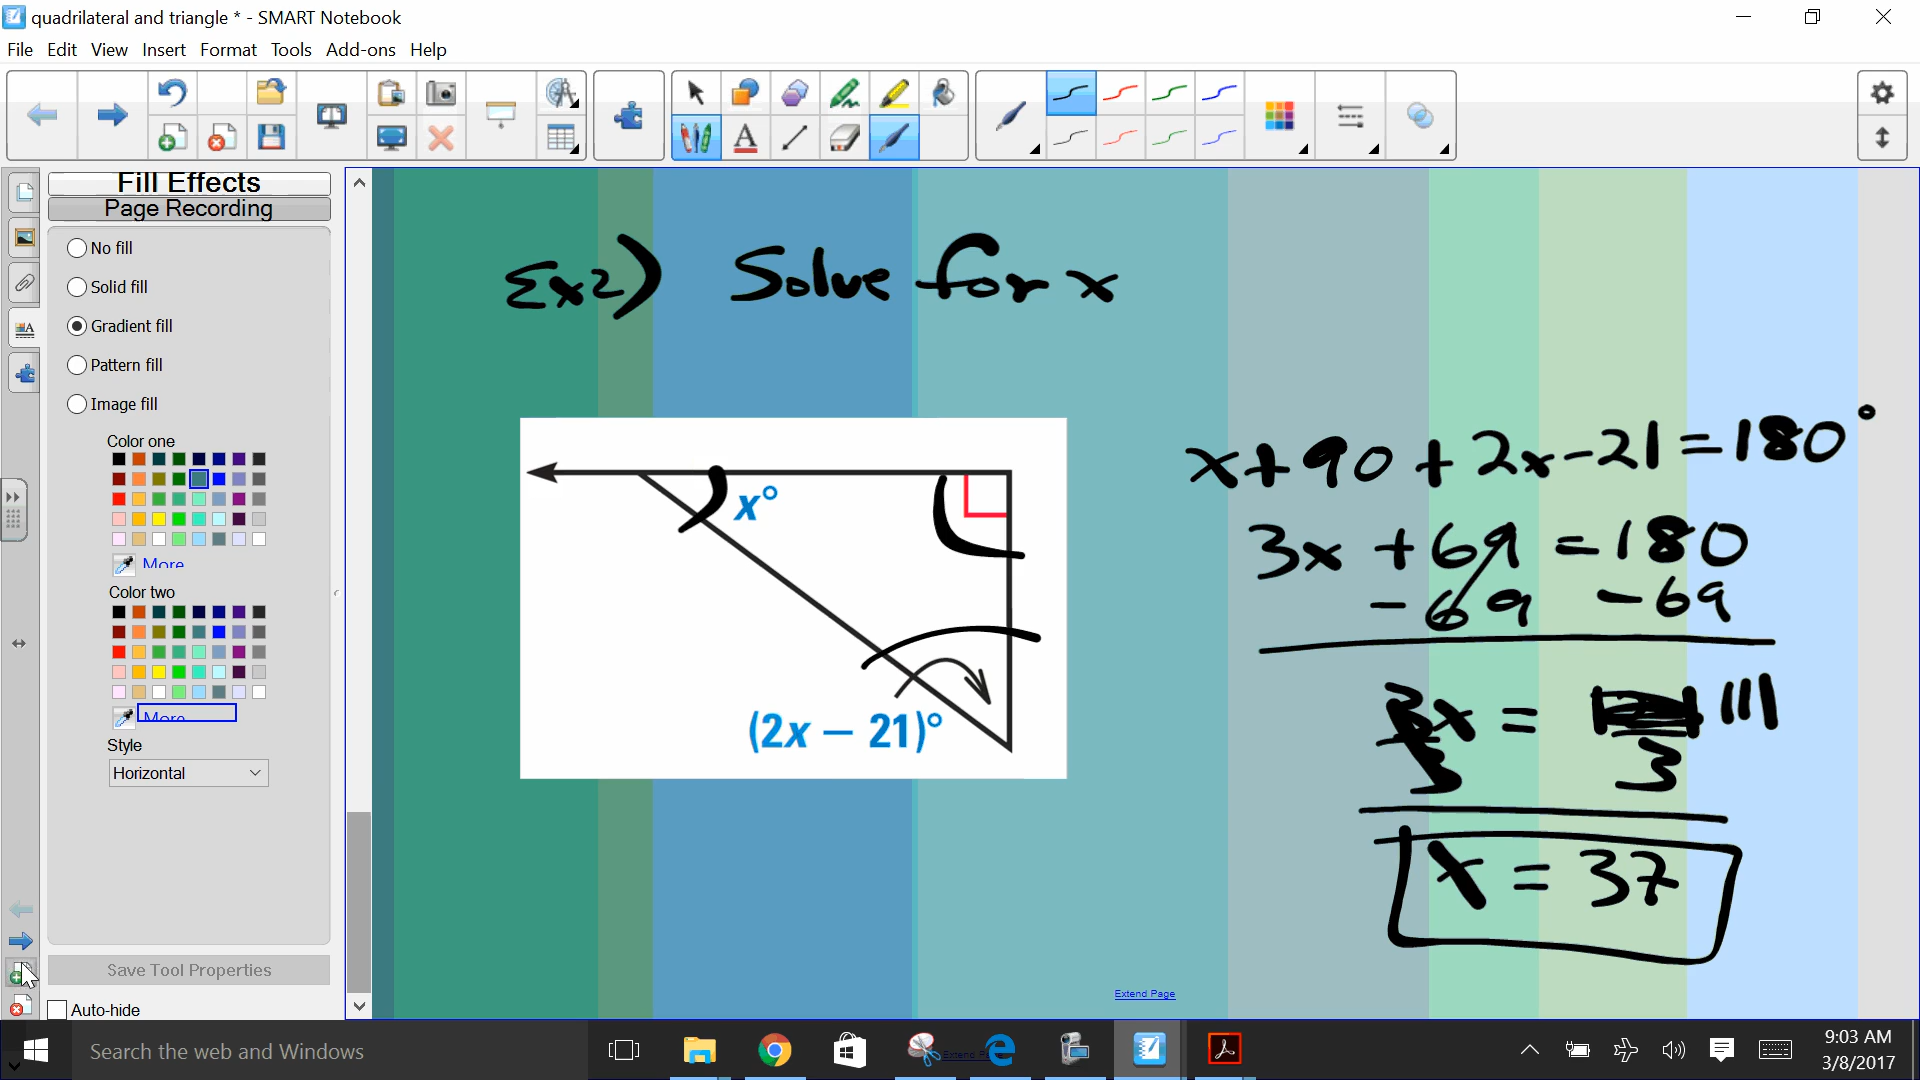 quadrilateral and triangle * - SMART Notebook
File Edit View Insert Format Tools Add-ons Help
Fill Effects
Page Recording
No fill
Solid fill
Gradient fill
Pattern fill
Image fill
Color one
More
Color two
More
Style
Horizontal
Save Tool Properties
Auto-hide
Ex2) Solve for x
x°
(2x – 21)°
x+90+2x-21=180°
3x+69=180
-69 -69
3x = 111
3 3
x = 37
Extend Page
Search the web and Windows
9:03 AM
3/8/2017